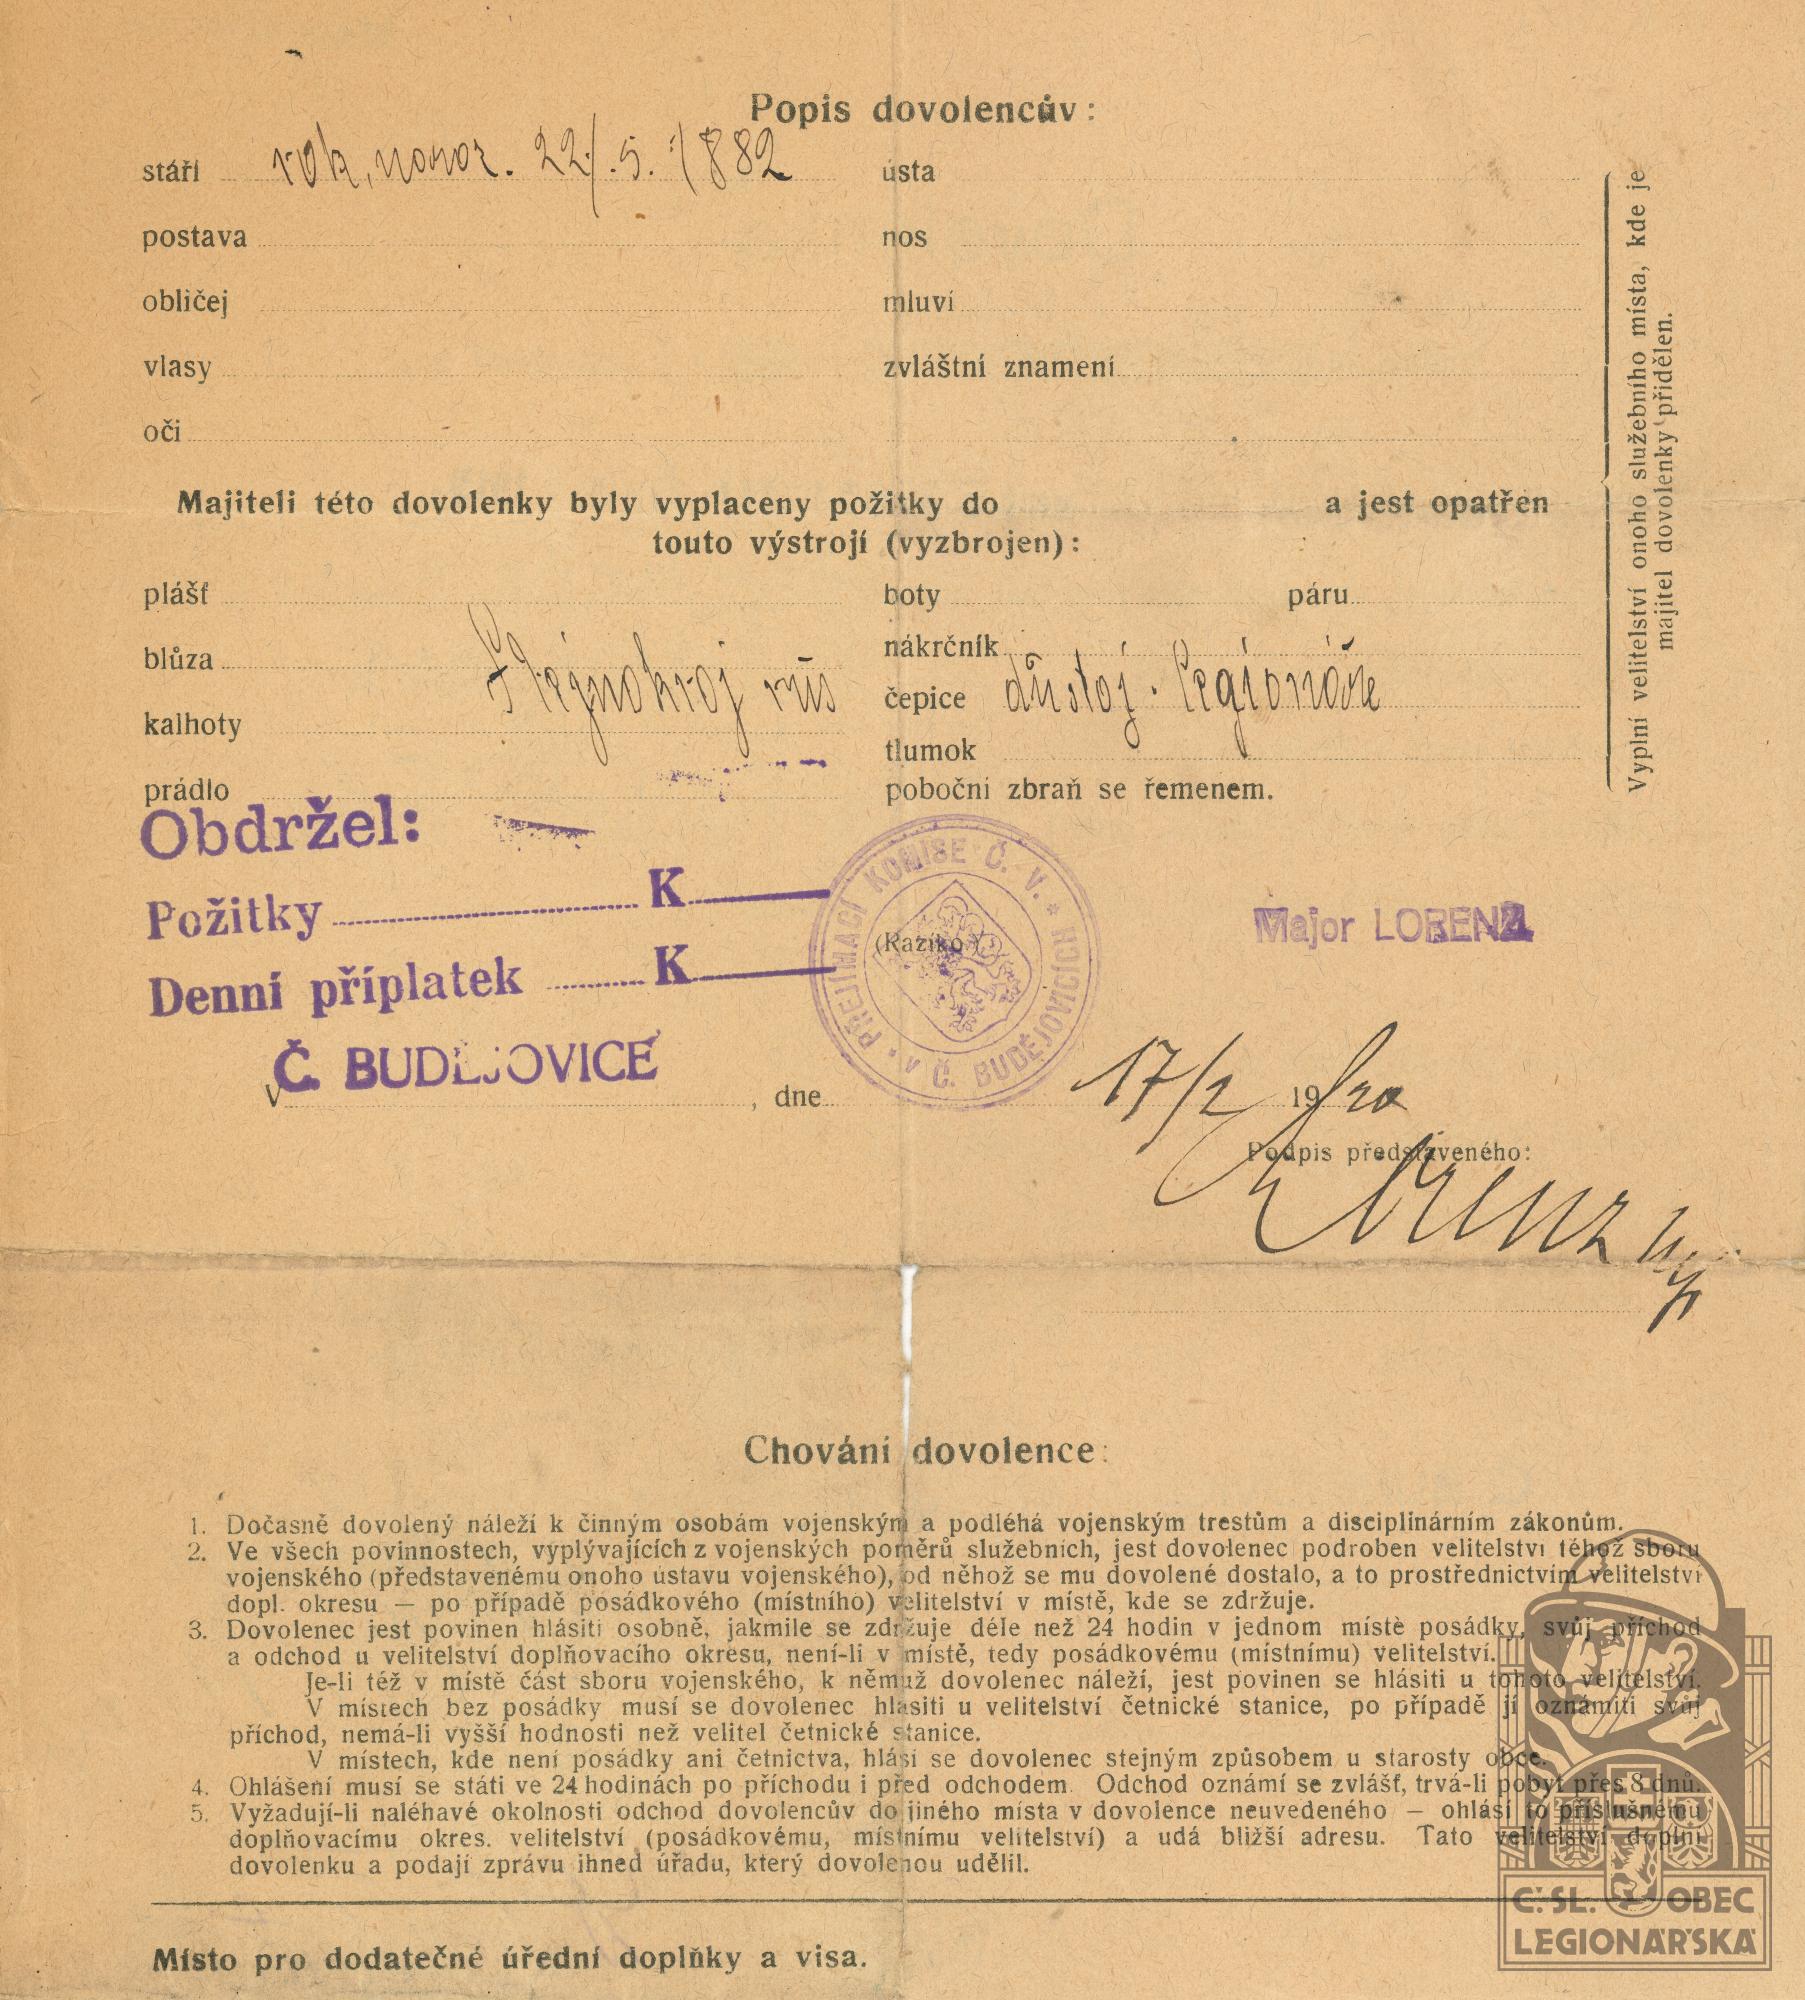 Popis dovolencův:
stáří rok, naroz. 22/.5. 1882 ústa
postava nos
obličej mluví
vlasy zvláštní znamení
oči
Majiteli této dovolenky byly vyplaceny požitky do a jest opatřen
touto výstrojí (vyzbrojen):
plášť boty páru
blůza nákrčník
Stejnokroj rus důstoj. legionáře
kalhoty čepice
tlumok
prádlo poboční zbraň se řemenem.
Vyplní velitelství onoho služebního místa, kde je
majitel dovolenky přidělen.
Obdržel:
Požitky K
Denní příplatek K
PŘEJÍMACÍ KOMISE Č. V. * V Č. BUDĚJOVICÍCH
(Razítko)
Major LORENZ
Č. BUDĚJOVICE
v , dne 17/2 1920
Podpis představeného:
Lorenz
Chování dovolence:
1. Dočasně dovolený náleží k činným osobám vojenským a podléhá vojenským trestům a disciplinárním zákonům.
2. Ve všech povinnostech, vyplývajících z vojenských poměrů služebních, jest dovolenec podroben velitelství téhož sboru
vojenského (představenému onoho ústavu vojenského), od něhož se mu dovolené dostalo, a to prostřednictvím velitelství
dopl. okresu — po případě posádkového (místního) velitelství v místě, kde se zdržuje.
3. Dovolenec jest povinen hlásiti osobně, jakmile se zdržuje déle než 24 hodin v jednom místě posádky, svůj příchod
a odchod u velitelství doplňovacího okresu, není-li v místě, tedy posádkovému (místnímu) velitelství.
Je-li též v místě část sboru vojenského, k němuž dovolenec náleží, jest povinen se hlásiti u tohoto velitelství.
V místech bez posádky musí se dovolenec hlásiti u velitelství četnické stanice, po případě jí oznámiti svůj
příchod, nemá-li vyšší hodnosti než velitel četnické stanice.
V místech, kde není posádky ani četnictva, hlásí se dovolenec stejným způsobem u starosty obce.
4. Ohlášení musí se státi ve 24 hodinách po příchodu i před odchodem. Odchod oznámí se zvlášť, trvá-li pobyt přes 8 dnů.
5. Vyžadují-li naléhavé okolnosti odchod dovolencův do jiného místa v dovolence neuvedeného — ohlásí to příslušnému
doplňovacímu okres. velitelství (posádkovému, místnímu velitelství) a udá bližší adresu. Tato velitelství doplní
dovolenku a podají zprávu ihned úřadu, který dovolenou udělil.
Místo pro dodatečné úřední doplňky a visa.
Č.SL. OBEC
LEGIONÁŘSKÁ